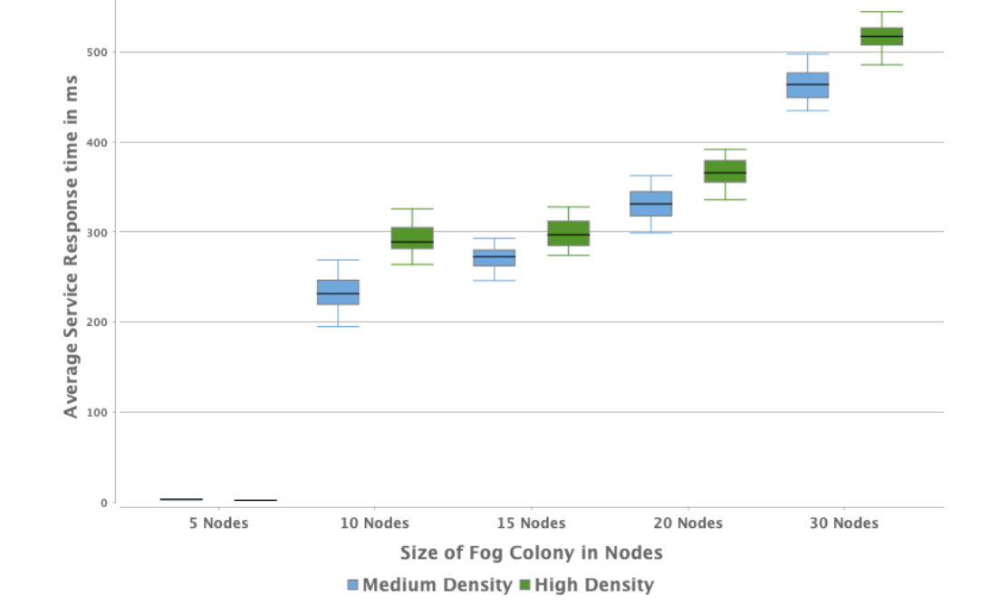 Average Service Response time in ms
500
400
300
200
100
0
5 Nodes 10 Nodes 15 Nodes 20 Nodes 30 Nodes
Size of Fog Colony in Nodes
Medium Density High Density